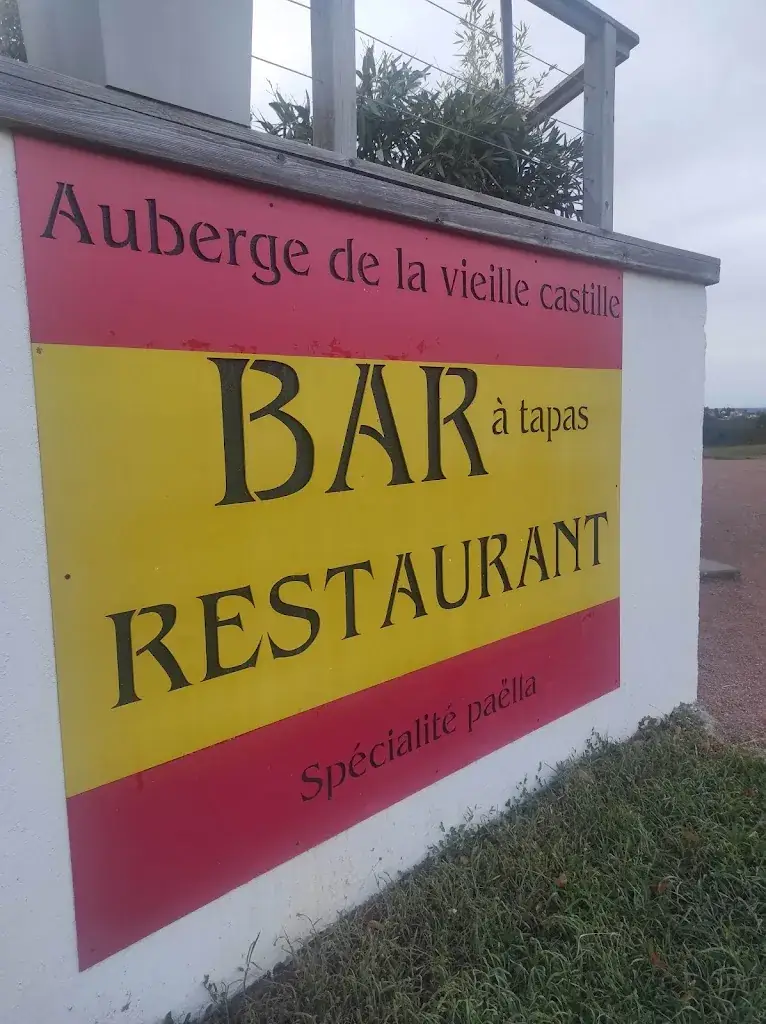 Auberge de la vieille castille
BAR à tapas
RESTAURANT
Spécialité paëlla